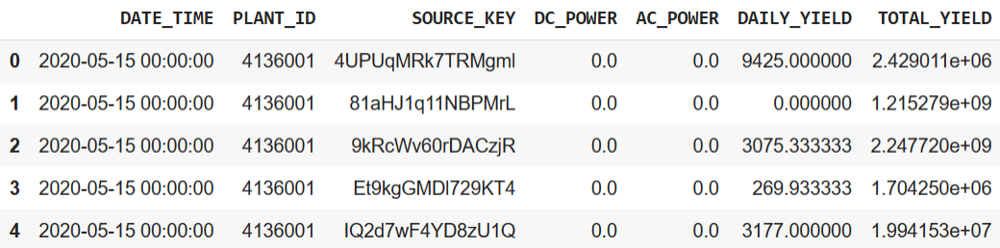 DATE_TIME PLANT_ID SOURCE_KEY DC_POWER AC_POWER DAILY_YIELD TOTAL_YIELD
0 2020-05-15 00:00:00 4136001 4UPUqMRk7TRMgml 0.0 0.0 9425.000000 2.429011e+06
1 2020-05-15 00:00:00 4136001 81aHJ1q11NBPMrL 0.0 0.0 0.000000 1.215279e+09
2 2020-05-15 00:00:00 4136001 9kRcWv60rDACzjR 0.0 0.0 3075.333333 2.247720e+09
3 2020-05-15 00:00:00 4136001 Et9kgGMDl729KT4 0.0 0.0 269.933333 1.704250e+06
4 2020-05-15 00:00:00 4136001 IQ2d7wF4YD8zU1Q 0.0 0.0 3177.000000 1.994153e+07